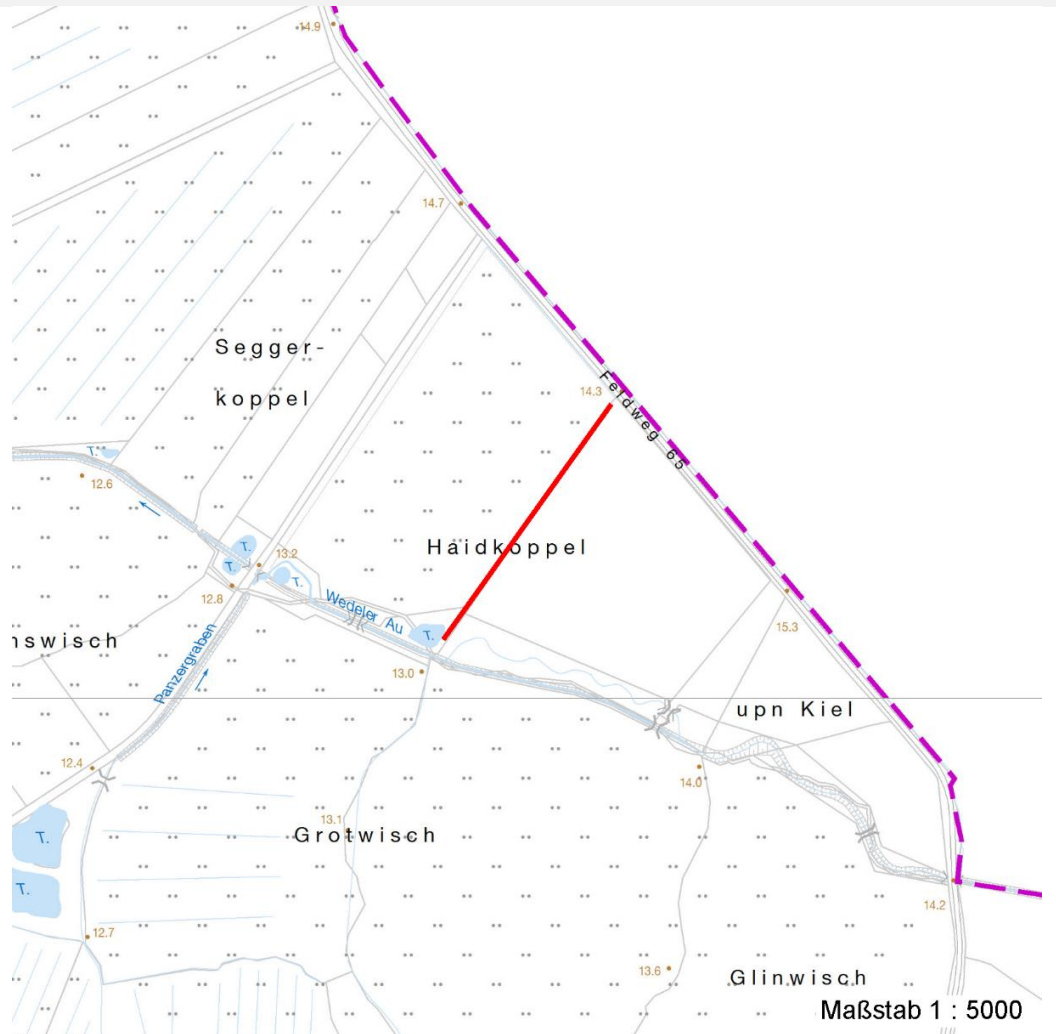 14.9
14.7
Segger-
koppel
14.3
Feldweg 65
T.
12.6
T.
13.2
Haidkoppel
T.
T.
12.8
Wedeler Au
15.3
T.
nswisch
Panzergraben
13.0
upn Kiel
12.4
14.0
13.1
Grotwisch
T.
T.
14.2
12.7
13.6
Glinwisch
Maßstab 1 : 5000